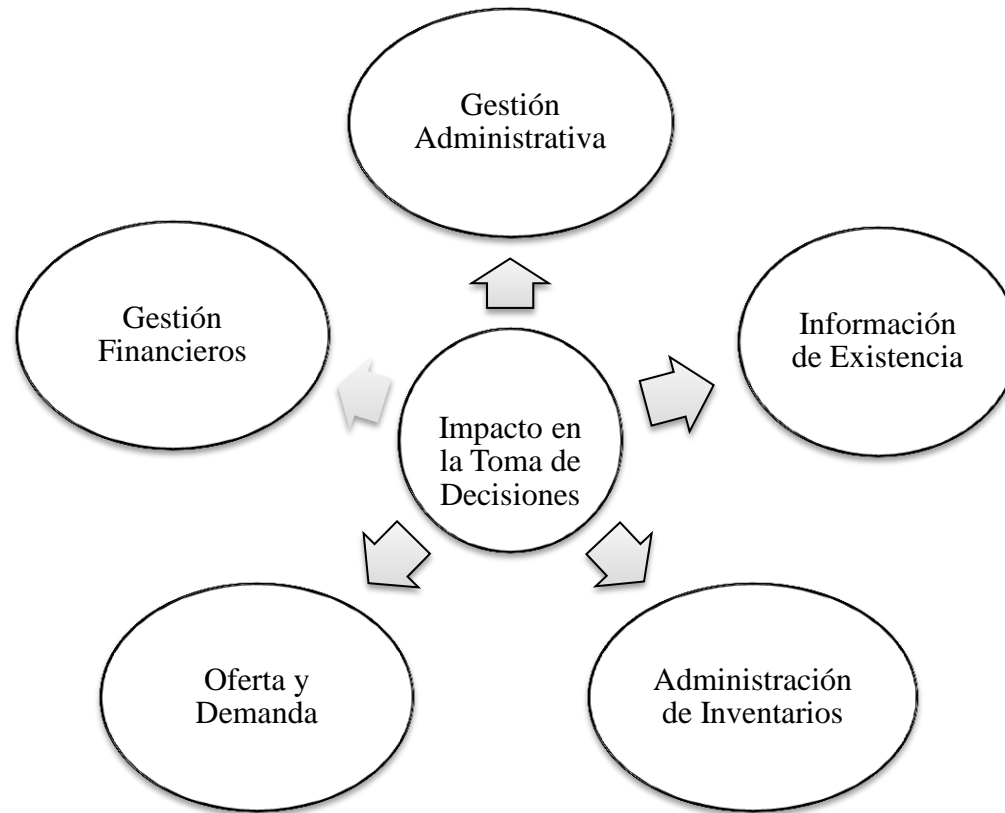 Gestión
Administrativa
Gestión
Financieros
Información
de Existencia
Impacto en
la Toma de
Decisiones
Oferta y
Demanda
Administración
de Inventarios